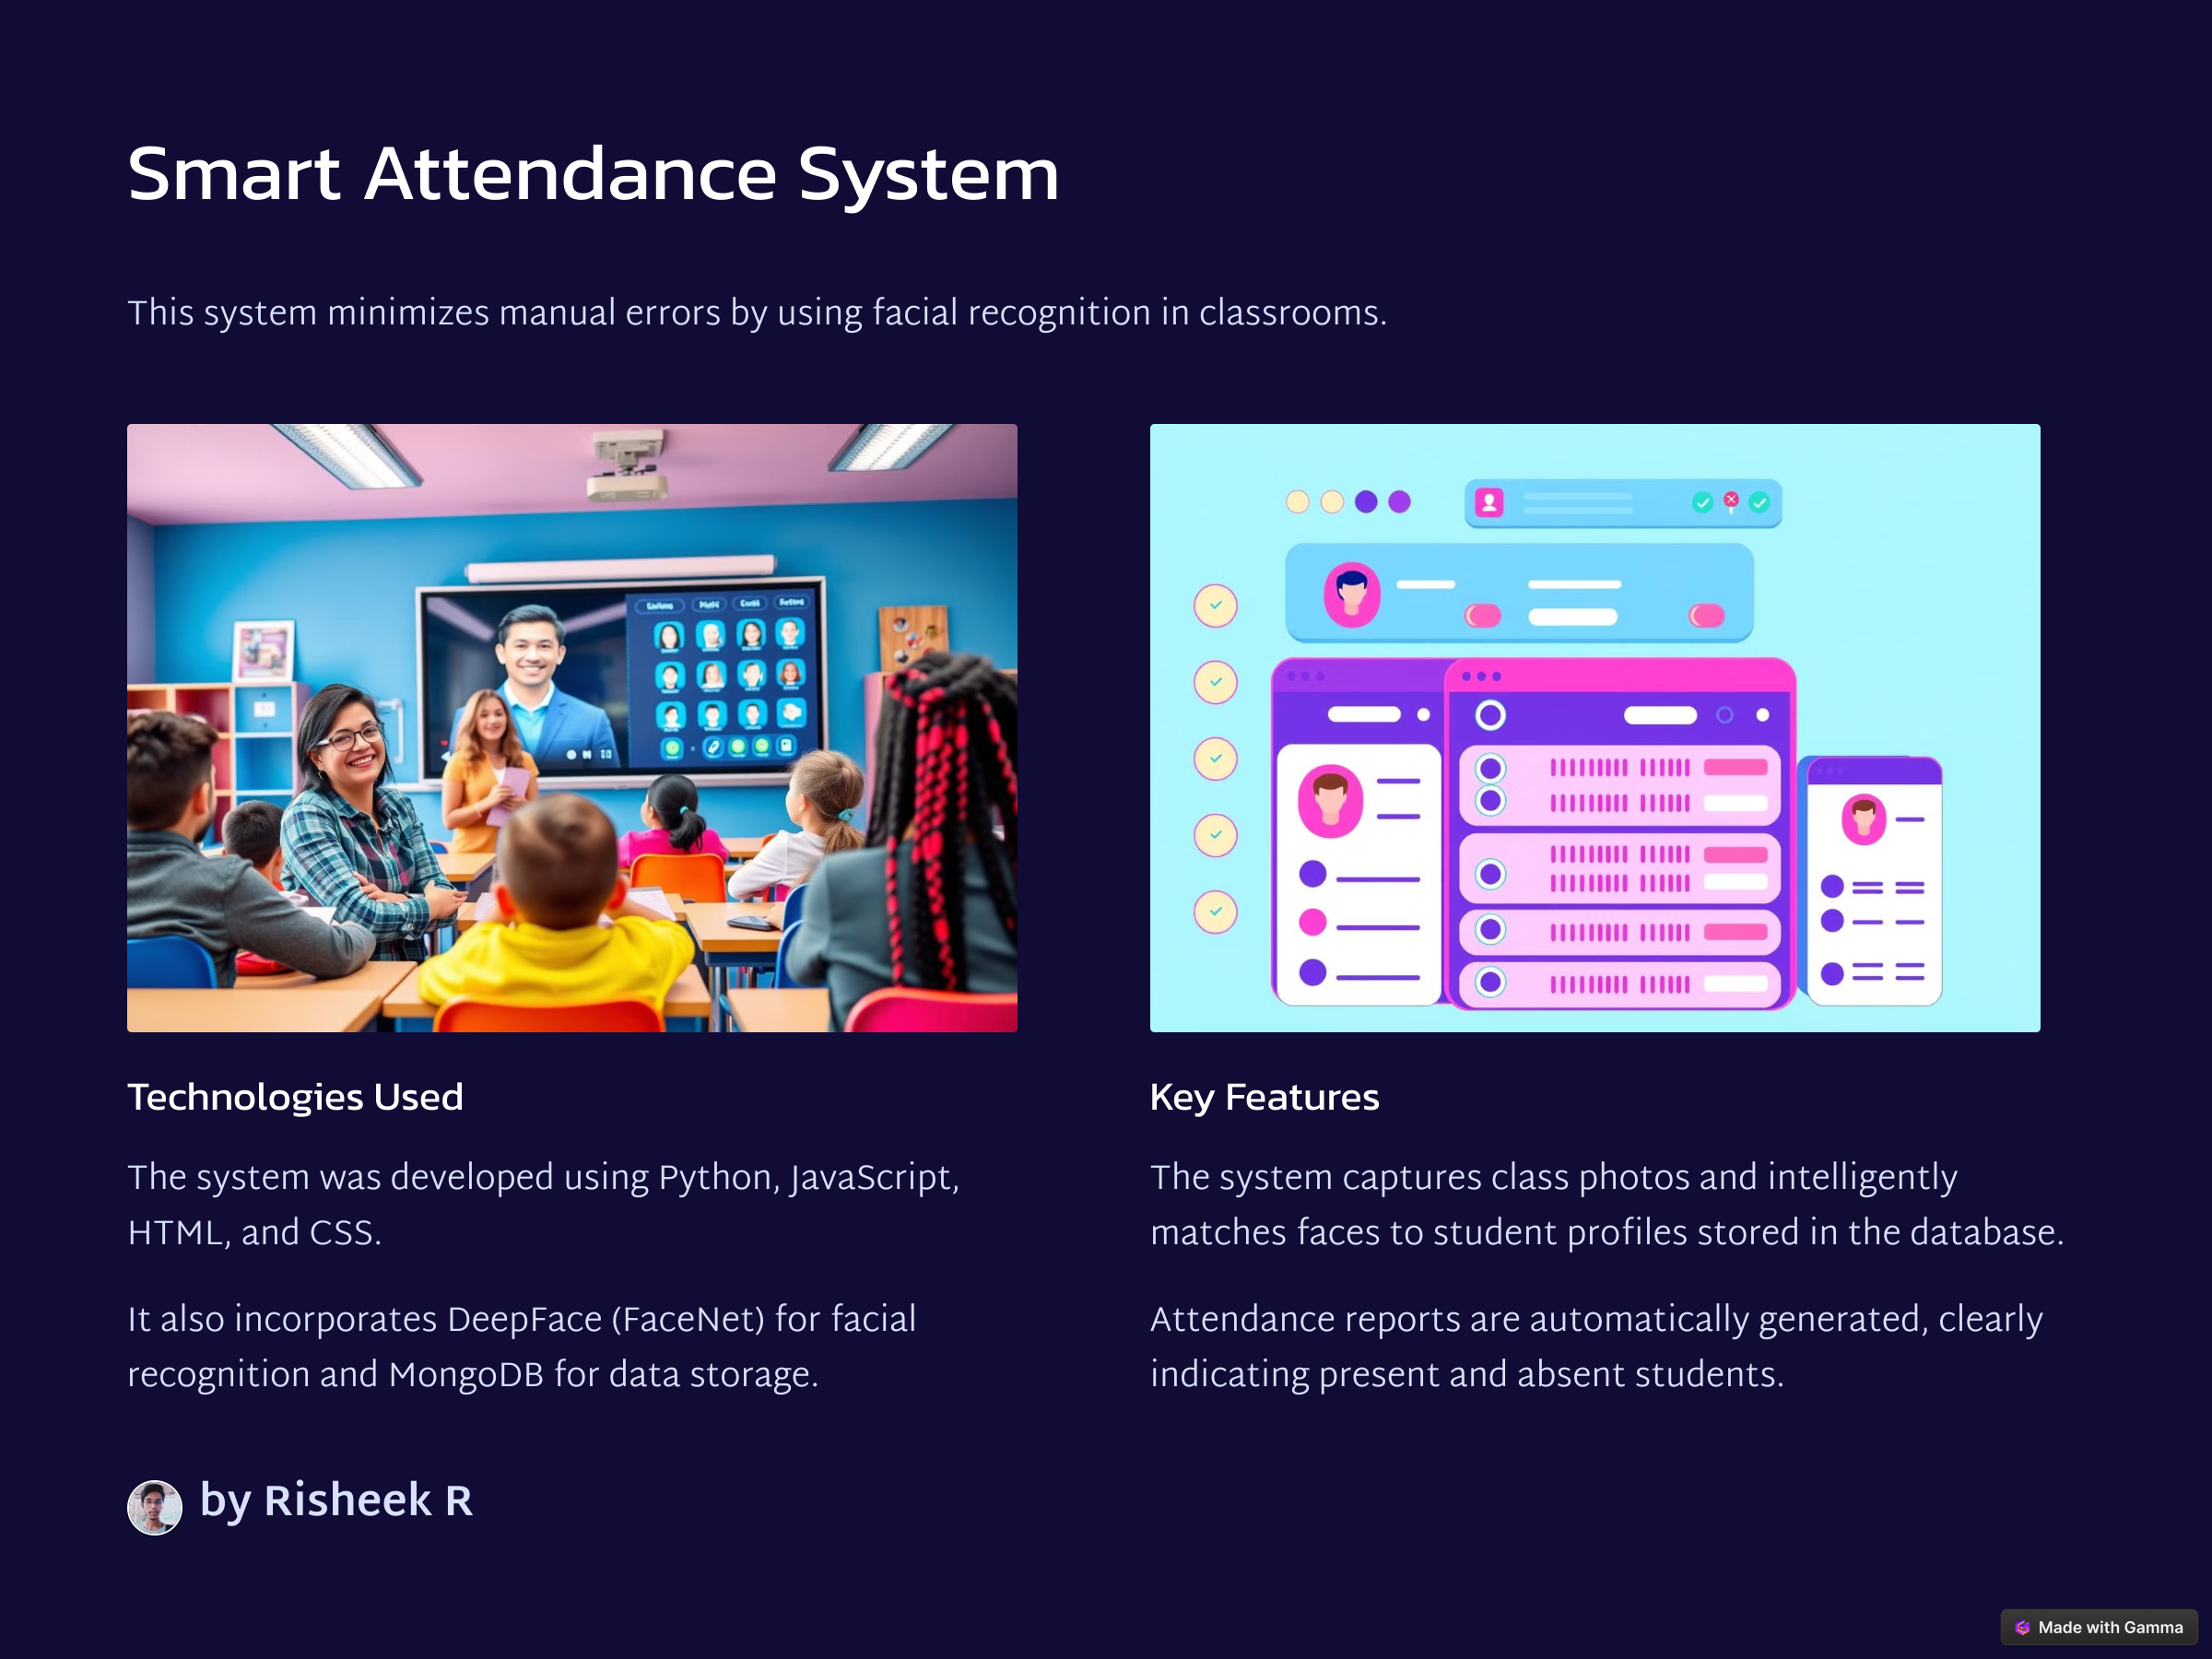 Smart Attendance System
This system minimizes manual errors by using facial recognition in classrooms.
Technologies Used
The system was developed using Python, JavaScript,
HTML, and CSS.
It also incorporates DeepFace (FaceNet) for facial
recognition and MongoDB for data storage.
Key Features
The system captures class photos and intelligently
matches faces to student profiles stored in the database.
Attendance reports are automatically generated, clearly
indicating present and absent students.
by Risheek R
Made with Gamma